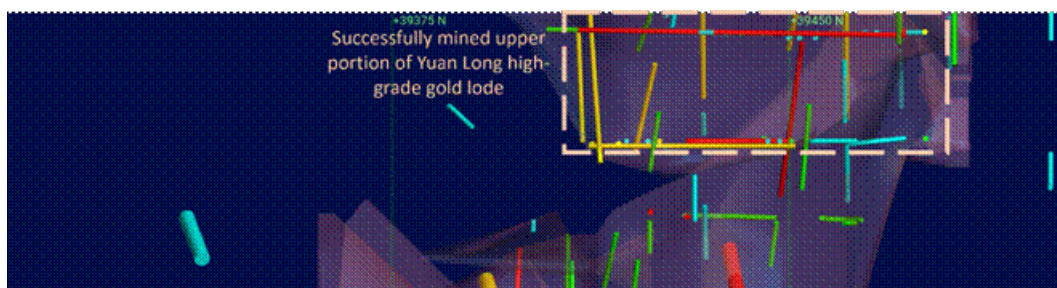 +39375 N
+39450 N
Successfully mined upper
portion of Yuan Long high-
grade gold lode